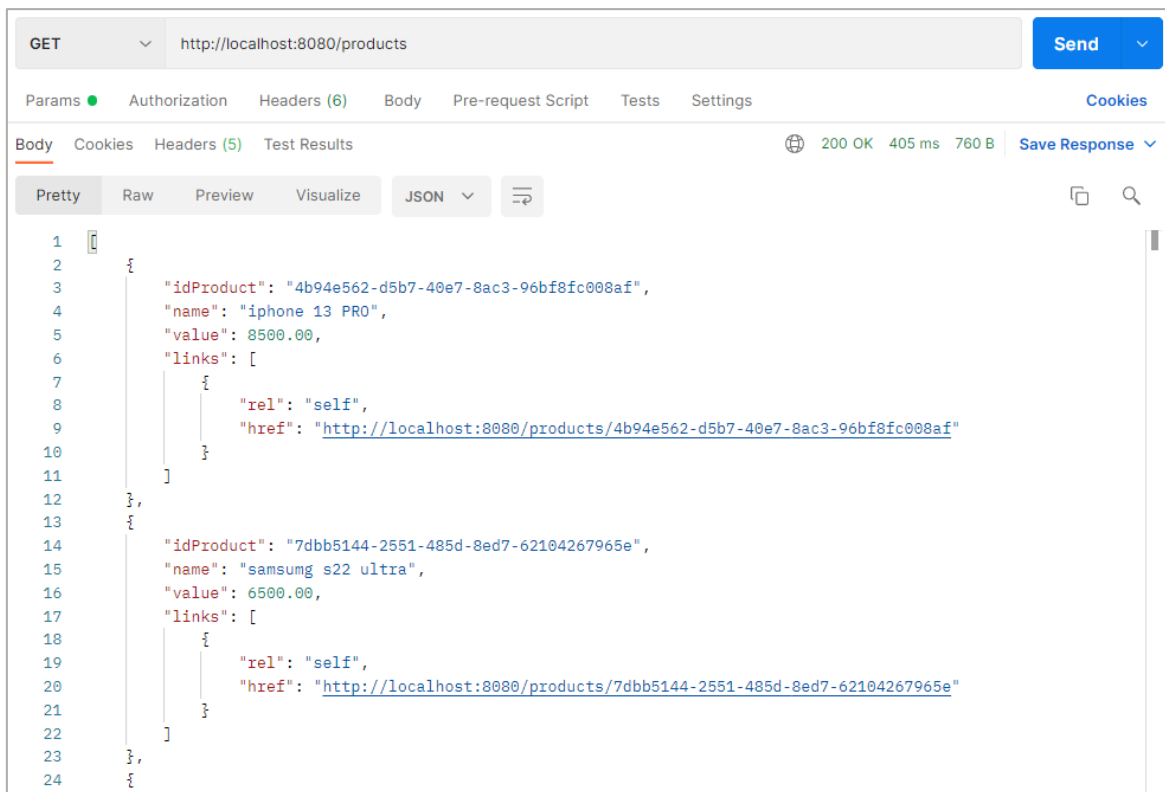 GET http://localhost:8080/products Send
Params Authorization Headers (6) Body Pre-request Script Tests Settings Cookies
Body Cookies Headers (5) Test Results 200 OK 405 ms 760 B Save Response
Pretty Raw Preview Visualize JSON
1 [
2 {
3 "idProduct": "4b94e562-d5b7-40e7-8ac3-96bf8fc008af",
4 "name": "iphone 13 PRO",
5 "value": 8500.00,
6 "links": [
7 {
8 "rel": "self",
9 "href": "http://localhost:8080/products/4b94e562-d5b7-40e7-8ac3-96bf8fc008af"
10 }
11 ]
12 },
13 {
14 "idProduct": "7dbb5144-2551-485d-8ed7-62104267965e",
15 "name": "samsumg s22 ultra",
16 "value": 6500.00,
17 "links": [
18 {
19 "rel": "self",
20 "href": "http://localhost:8080/products/7dbb5144-2551-485d-8ed7-62104267965e"
21 }
22 ]
23 },
24 {